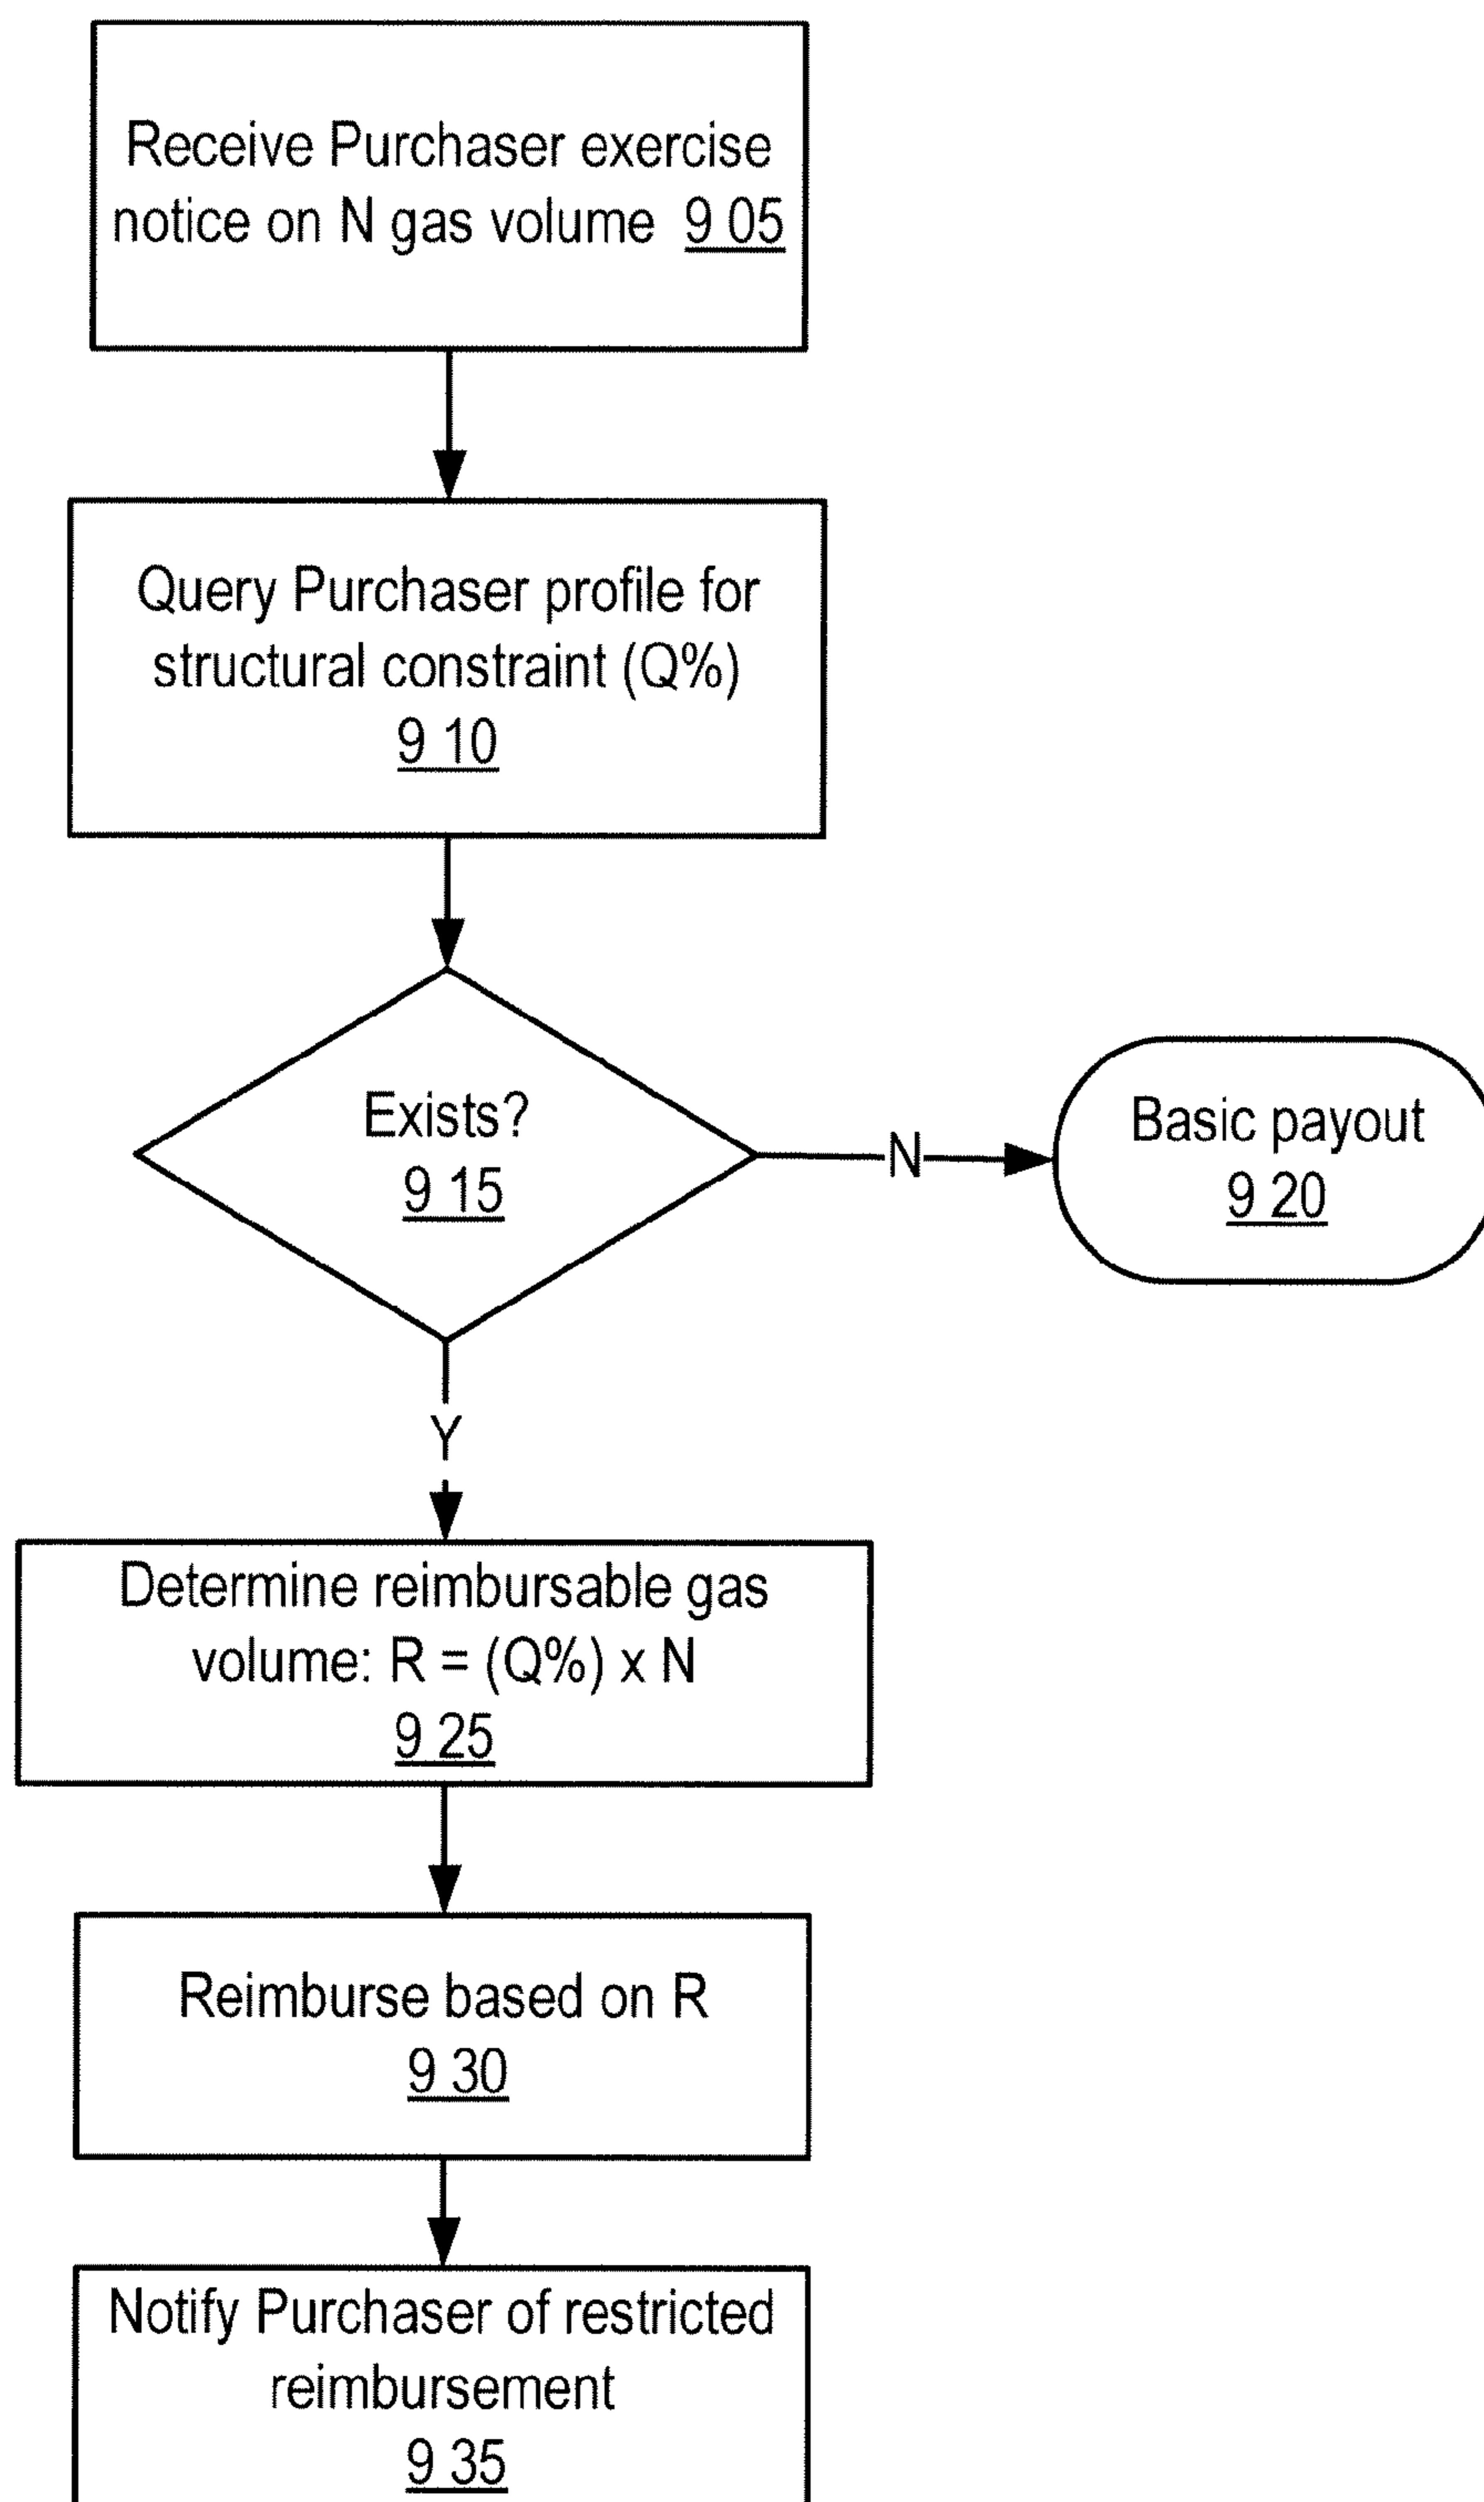 Receive Purchaser exercise
notice on N gas volume 9 05
Query Purchaser profile for
structural constraint (Q%)
9 10
Exists?
9 15
N
Basic payout
9 20
Y
Determine reimbursable gas
volume: R = (Q%) x N
9 25
Reimburse based on R
9 30
Notify Purchaser of restricted
reimbursement
9 35